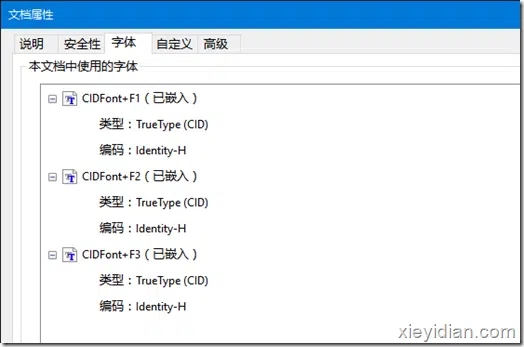 文档属性
说明 安全性 字体 自定义 高级
本文档中使用的字体
CIDFont+F1（已嵌入）
类型：TrueType (CID)
编码：Identity-H
CIDFont+F2（已嵌入）
类型：TrueType (CID)
编码：Identity-H
CIDFont+F3（已嵌入）
类型：TrueType (CID)
编码：Identity-H
xieyidian.com